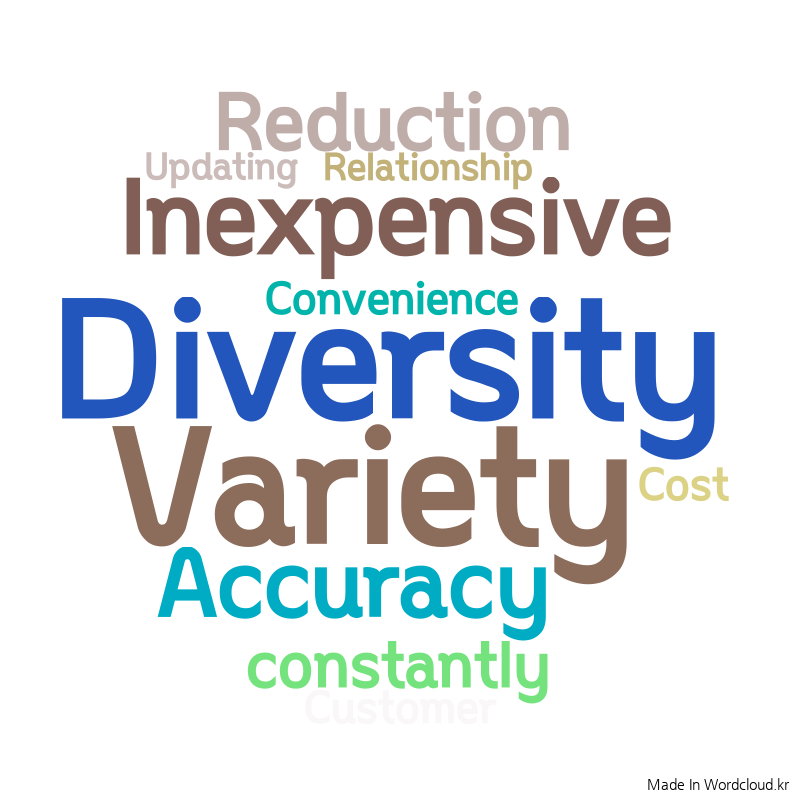 Reduction
Updating Relationship
Inexpensive
Convenience
Diversity
Variety
Cost
Accuracy
constantly
Customer
Made In Wordcloud.kr